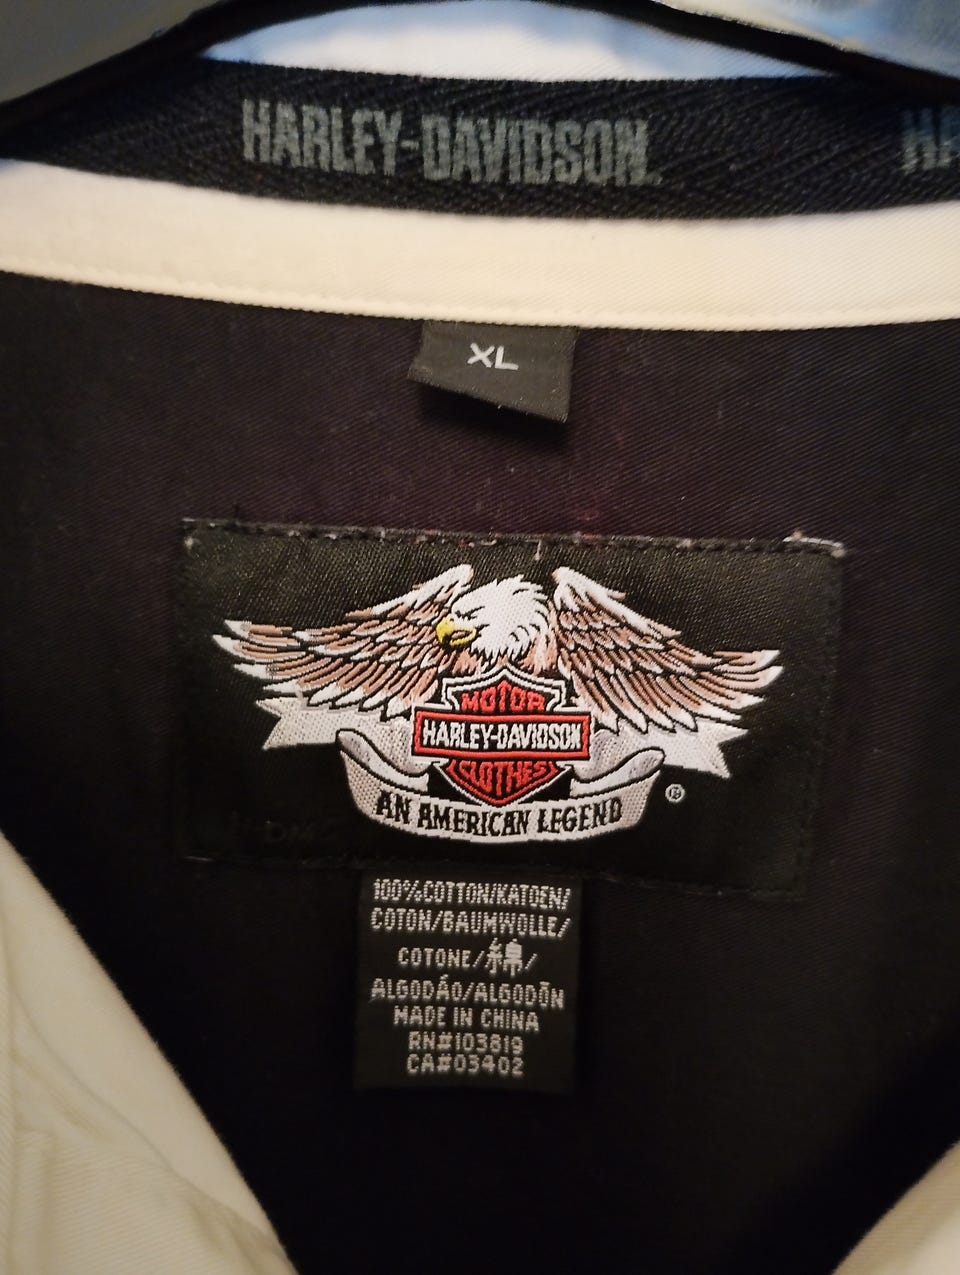 HARLEY-DAVIDSON.
HA
XL
MOTOR
HARLEY-DAVIDSON
CLOTHES
AN AMERICAN LEGEND
®
100%COTTON/KATOEN/
COTON/BAUMWOLLE/
COTONE/綿/
ALGODÃO/ALGODÓN
MADE IN CHINA
RN#103819
CA#03402